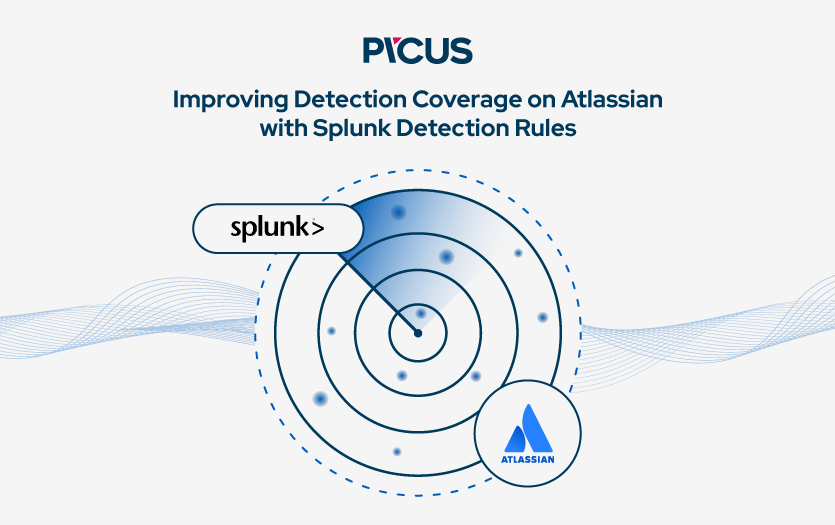 PICUS
Improving Detection Coverage on Atlassian
with Splunk Detection Rules
splunk>
ATLASSIAN